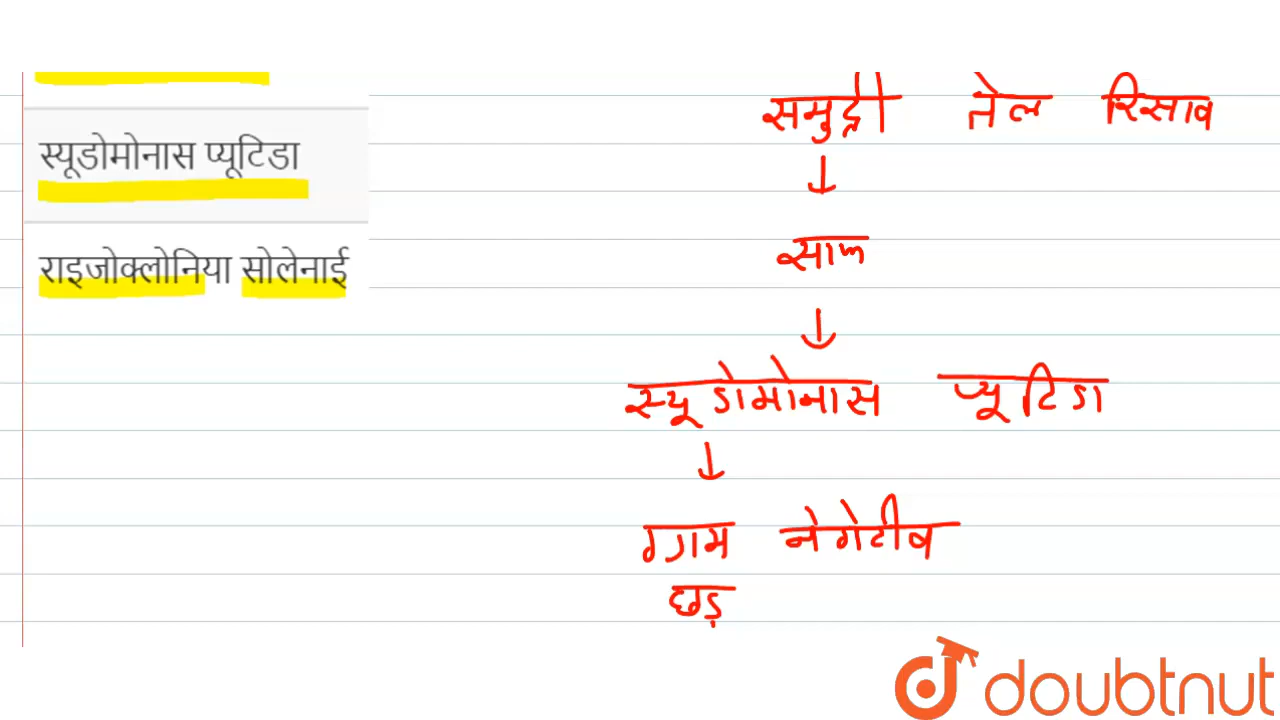 समुद्री तेल रिसाव
स्यूडोमोनास प्यूटिडा
साफ
राइजोक्लोनिया सोलेनाई
स्यूडोमोनास प्यूटिडा
ग्राम नेगेटीव
छड़
doubtnut